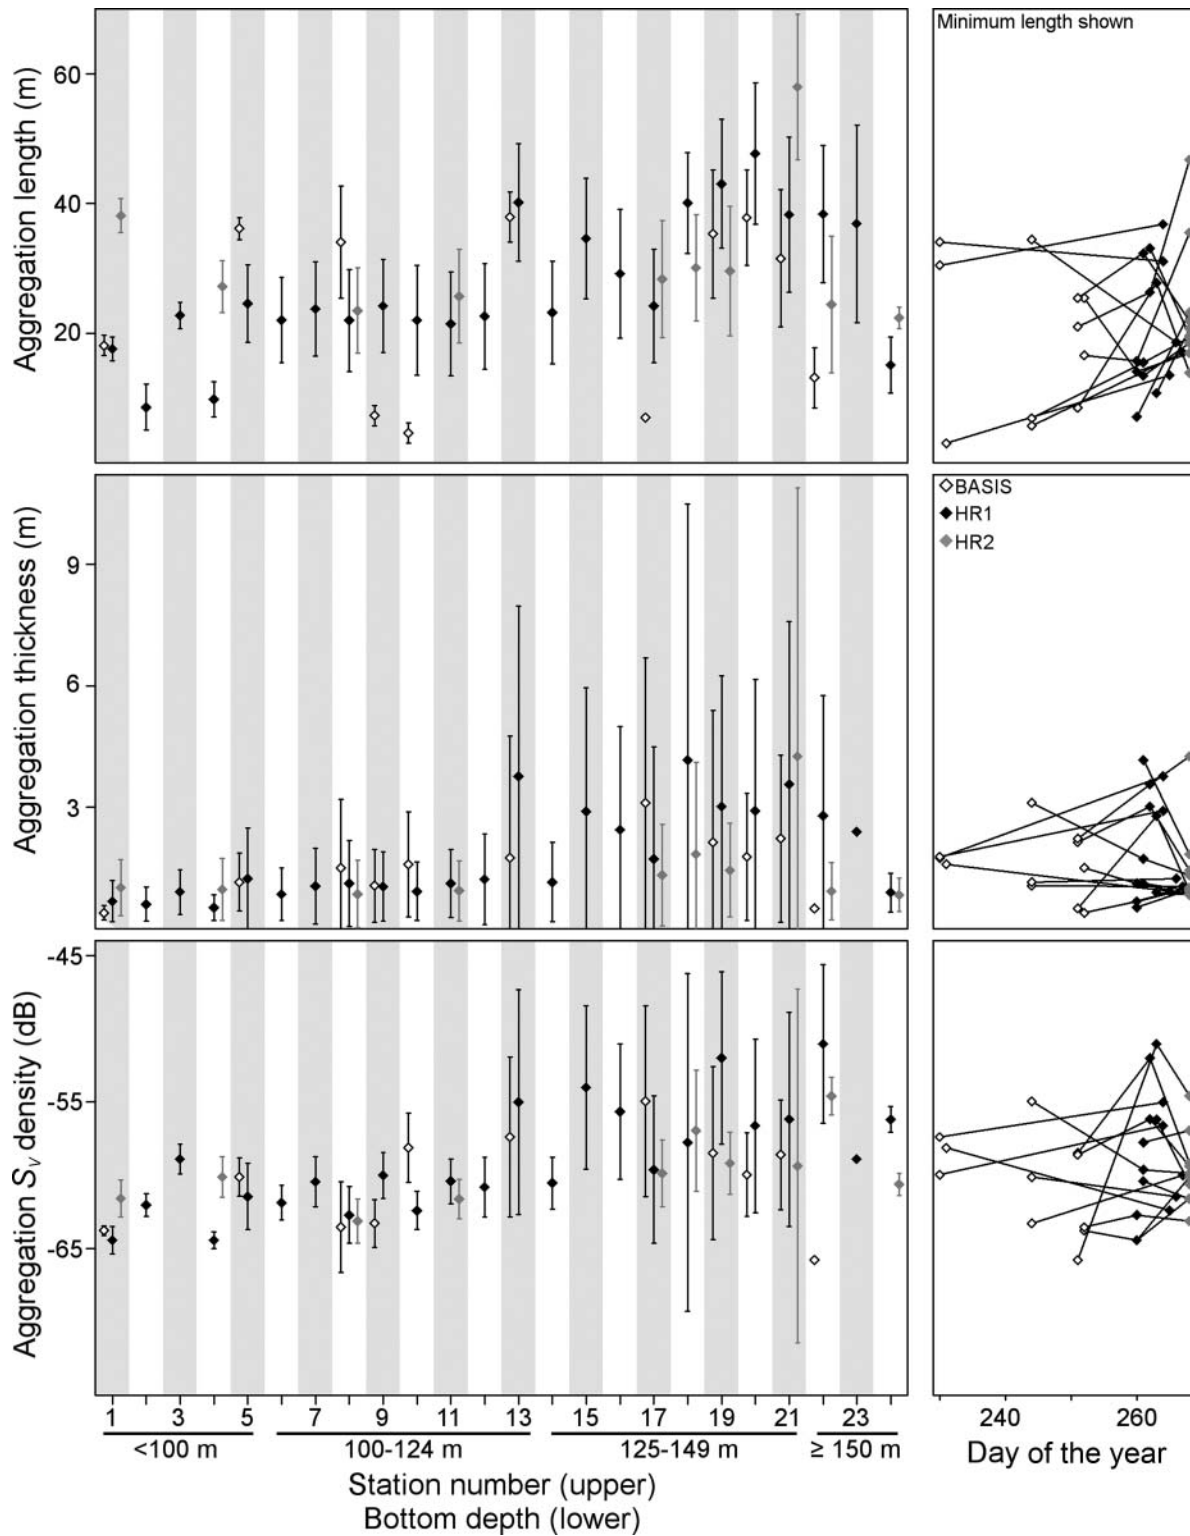 Minimum length shown
Aggregation length (m)
60
40
20
BASIS
HR1
HR2
Aggregation thickness (m)
9
6
3
Aggregation Sv density (dB)
-45
-55
-65
1 3 5 7 9 11 13 15 17 19 21 23
<100 m 100-124 m 125-149 m ≥ 150 m
Station number (upper)
Bottom depth (lower)
240 260
Day of the year